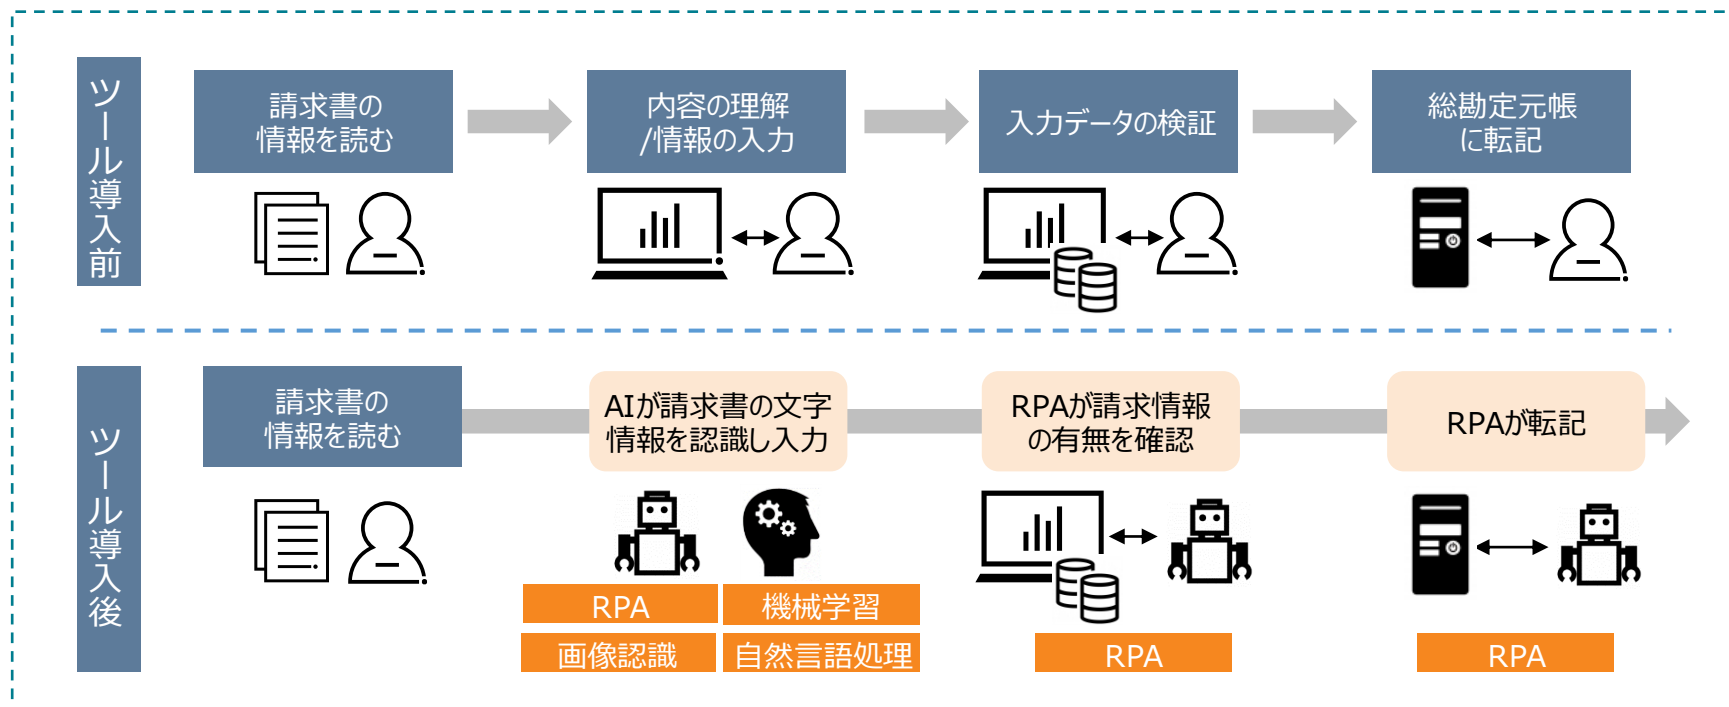 ツール導入前
請求書の
情報を読む
内容の理解
/情報の入力
入力データの検証
総勘定元帳
に転記
ツール導入後
請求書の
情報を読む
AIが請求書の文字
情報を認識し入力
RPAが請求情報
の有無を確認
RPAが転記
RPA
機械学習
画像認識
自然言語処理
RPA
RPA